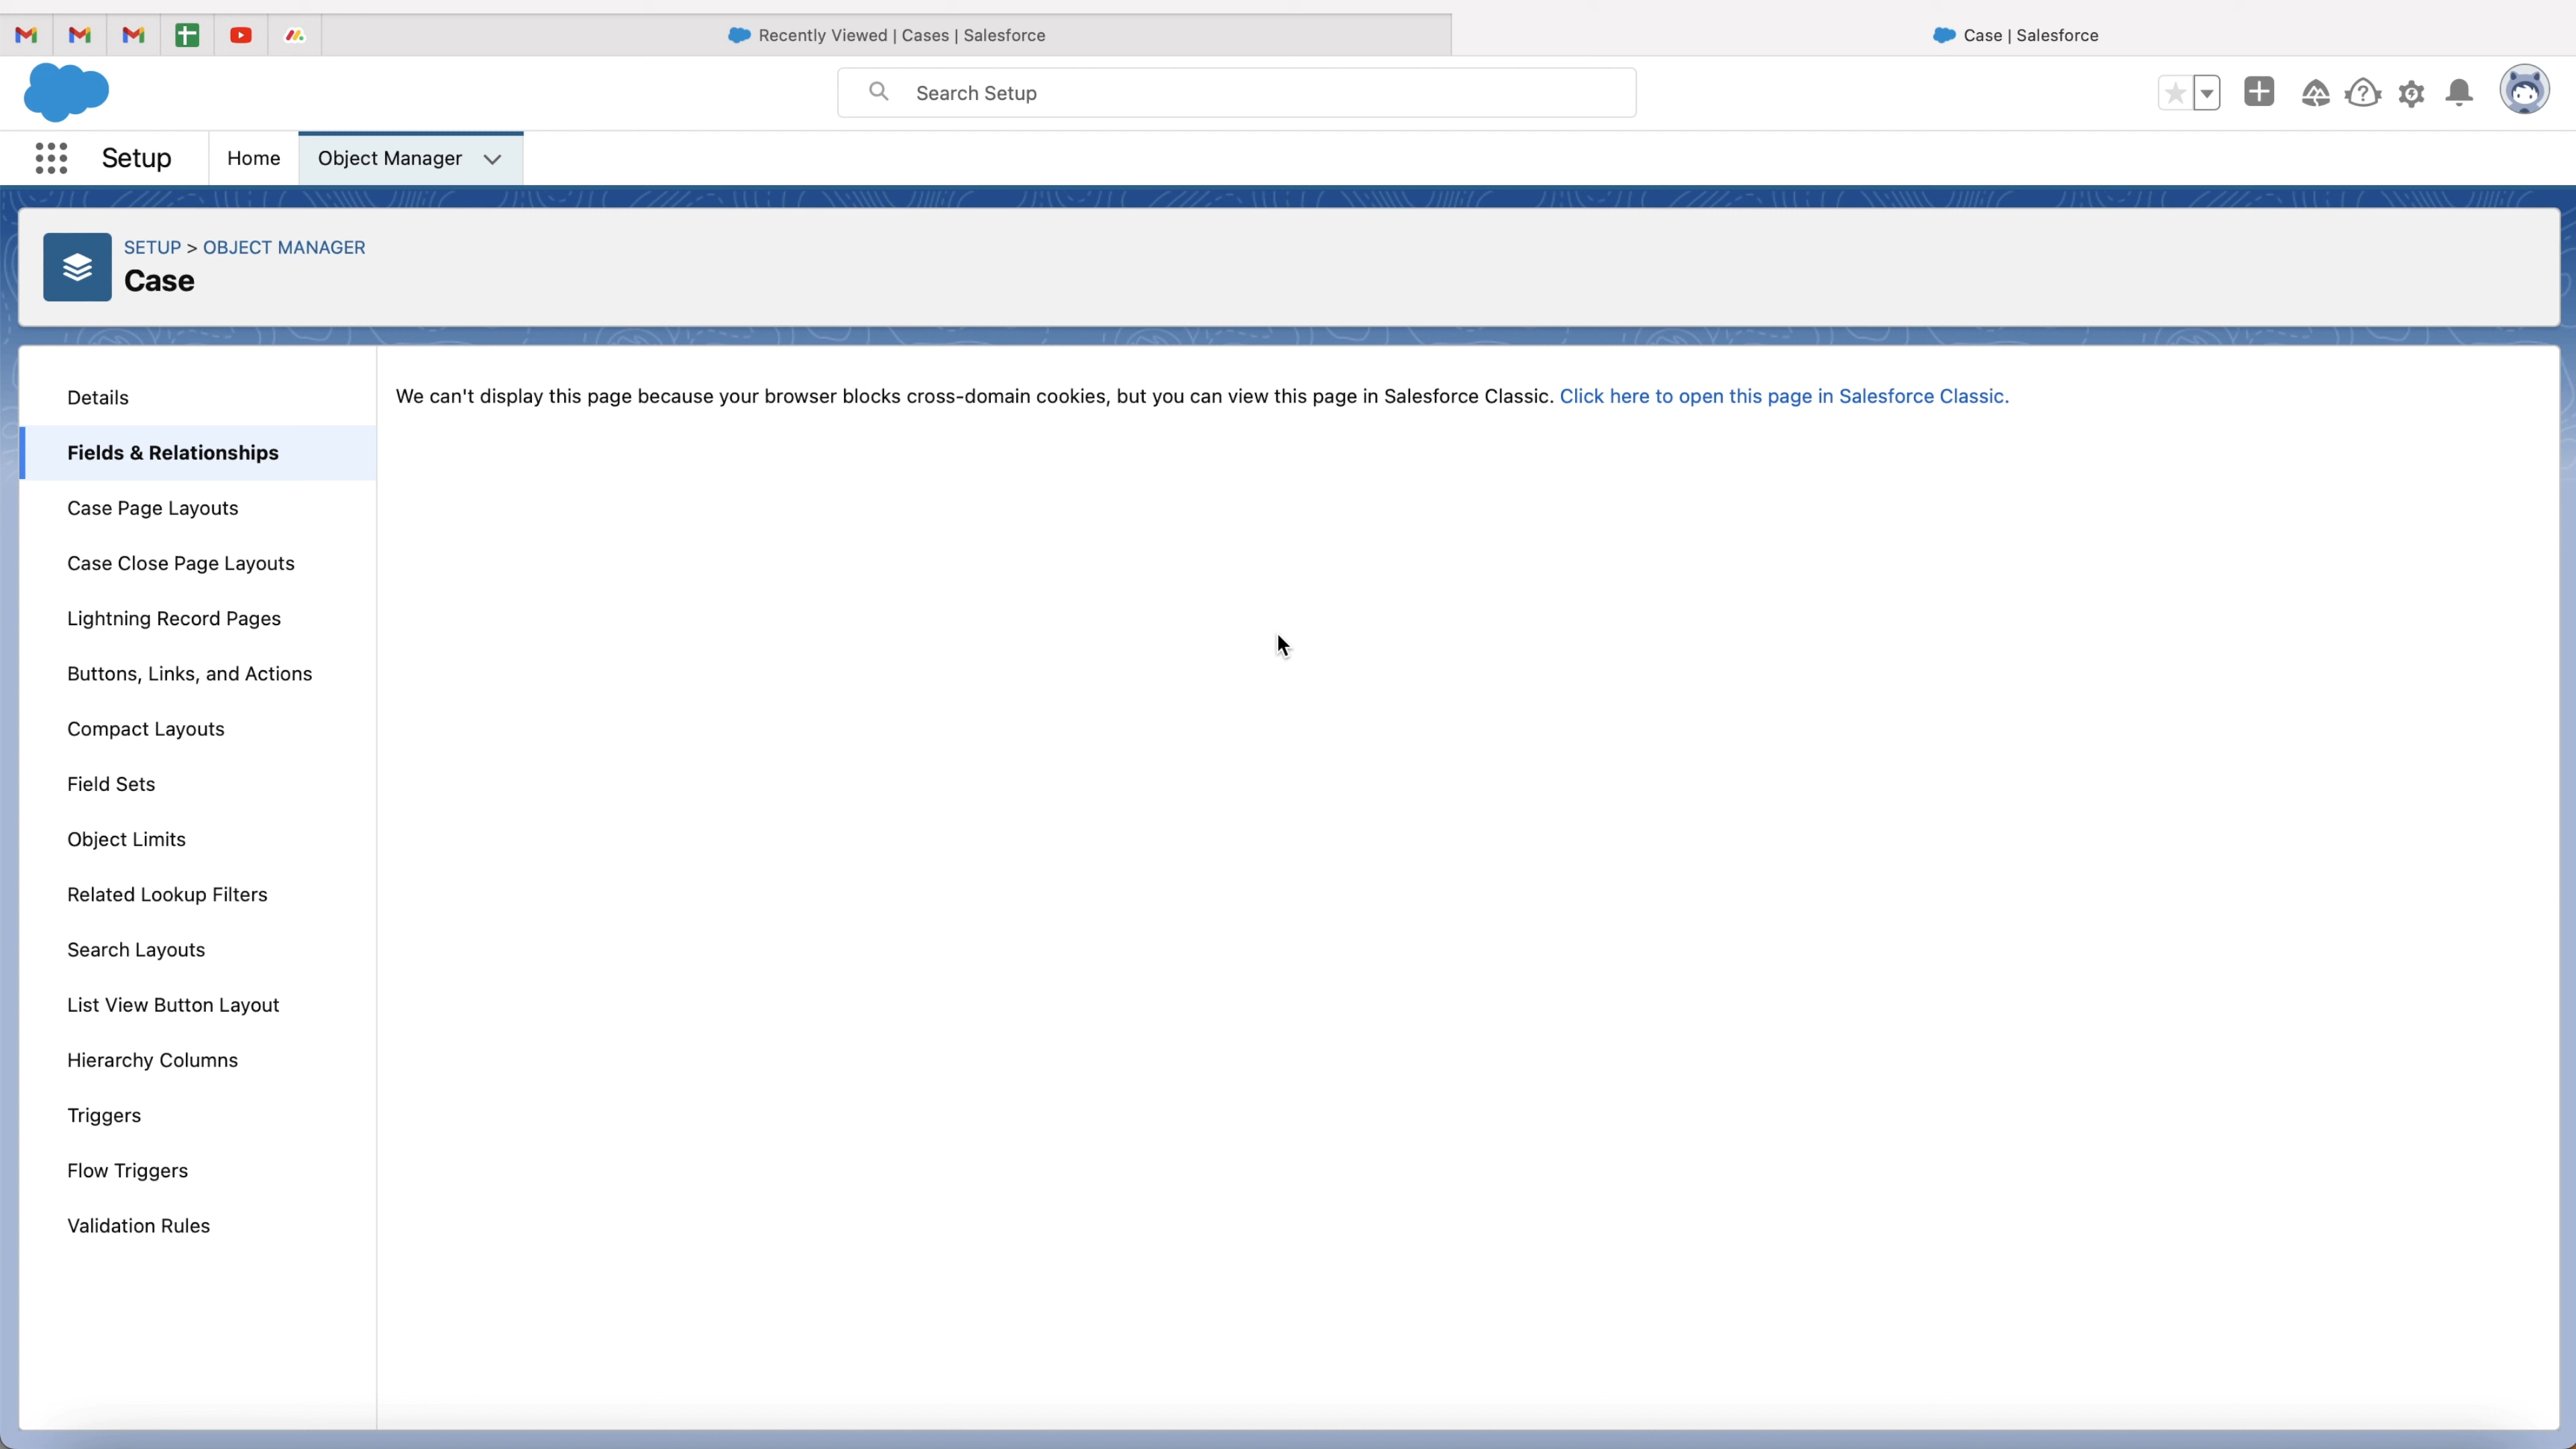 Recently Viewed | Cases | Salesforce
Case | Salesforce
Search Setup
Setup
Home
Object Manager
SETUP > OBJECT MANAGER
Case
Details
Fields & Relationships
Case Page Layouts
Case Close Page Layouts
Lightning Record Pages
Buttons, Links, and Actions
Compact Layouts
Field Sets
Object Limits
Related Lookup Filters
Search Layouts
List View Button Layout
Hierarchy Columns
Triggers
Flow Triggers
Validation Rules
We can't display this page because your browser blocks cross-domain cookies, but you can view this page in Salesforce Classic. Click here to open this page in Salesforce Classic.